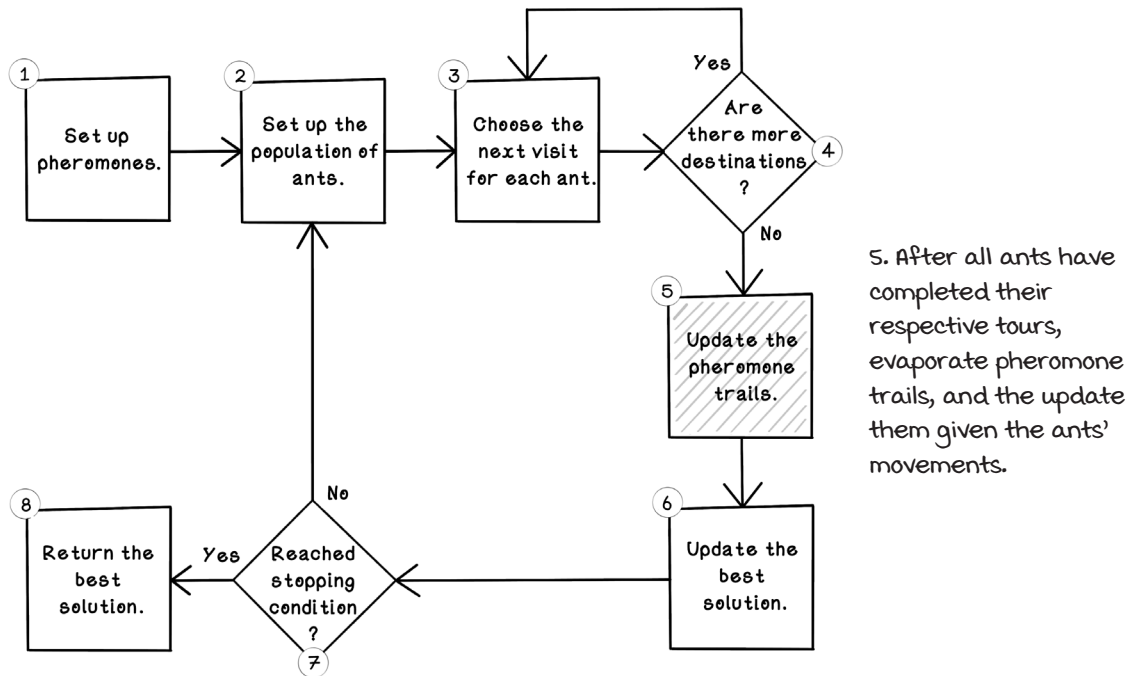 1
Set up
pheromones.
2
Set up the
population of
ants.
3
Choose the
next visit
for each ant.
Yes
Are
there more
destinations
?
4
No
5
Update the
pheromone
trails.
5. After all ants have
completed their
respective tours,
evaporate pheromone
trails, and the update
them given the ants'
movements.
6
Update the
best
solution.
No
Reached
stopping
condition
?
7
Yes
8
Return the
best
solution.